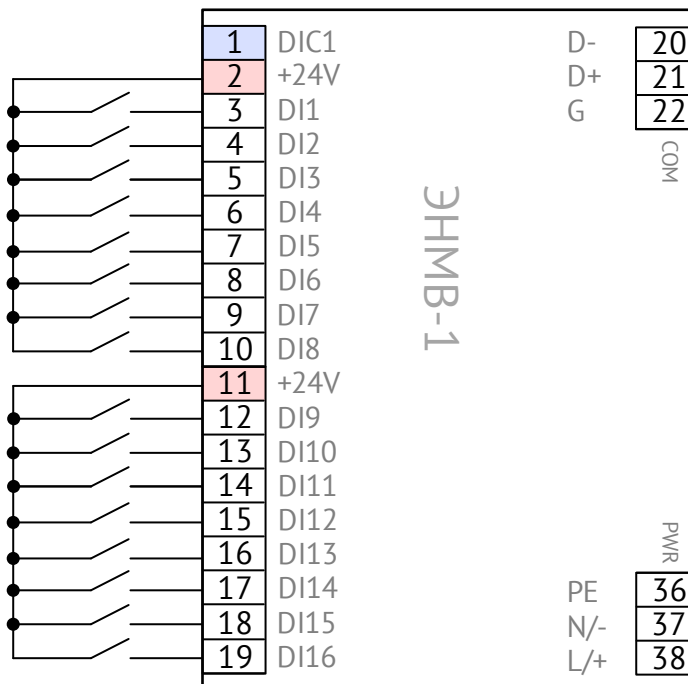 1 DIC1 D- 20
2 +24V D+ 21
3 DI1 G 22
4 DI2 COM
5 DI3
6 DI4
7 DI5
8 DI6
9 DI7
10 DI8
11 +24V
12 DI9
13 DI10
14 DI11
15 DI12
16 DI13 PWR
17 DI14 PE 36
18 DI15 N/- 37
19 DI16 L/+ 38
ЭНМВ-1